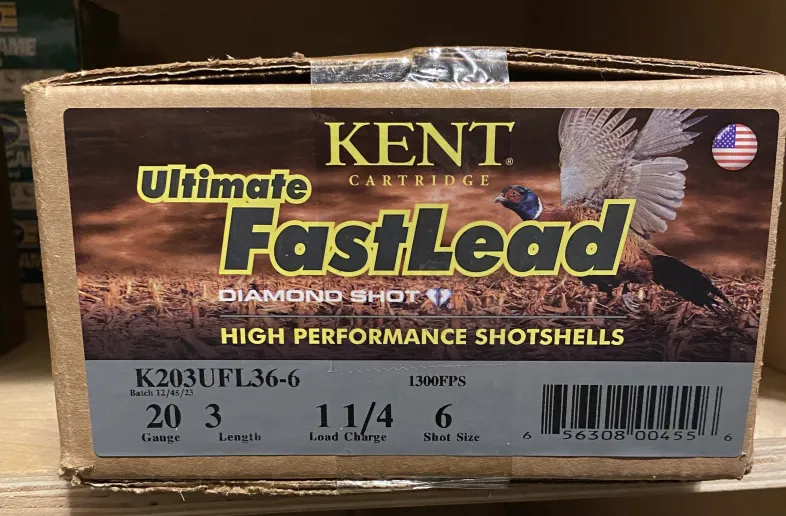 AME
KENT®
CARTRIDGE
Ultimate
FastLead
DIAMOND SHOT
HIGH PERFORMANCE SHOTSHELLS
K203UFL36-6
Batch 12/45/23
1300FPS
20 3 1 1/4 6
Gauge Length Load Charge Shot Size
6 56308 00455 6